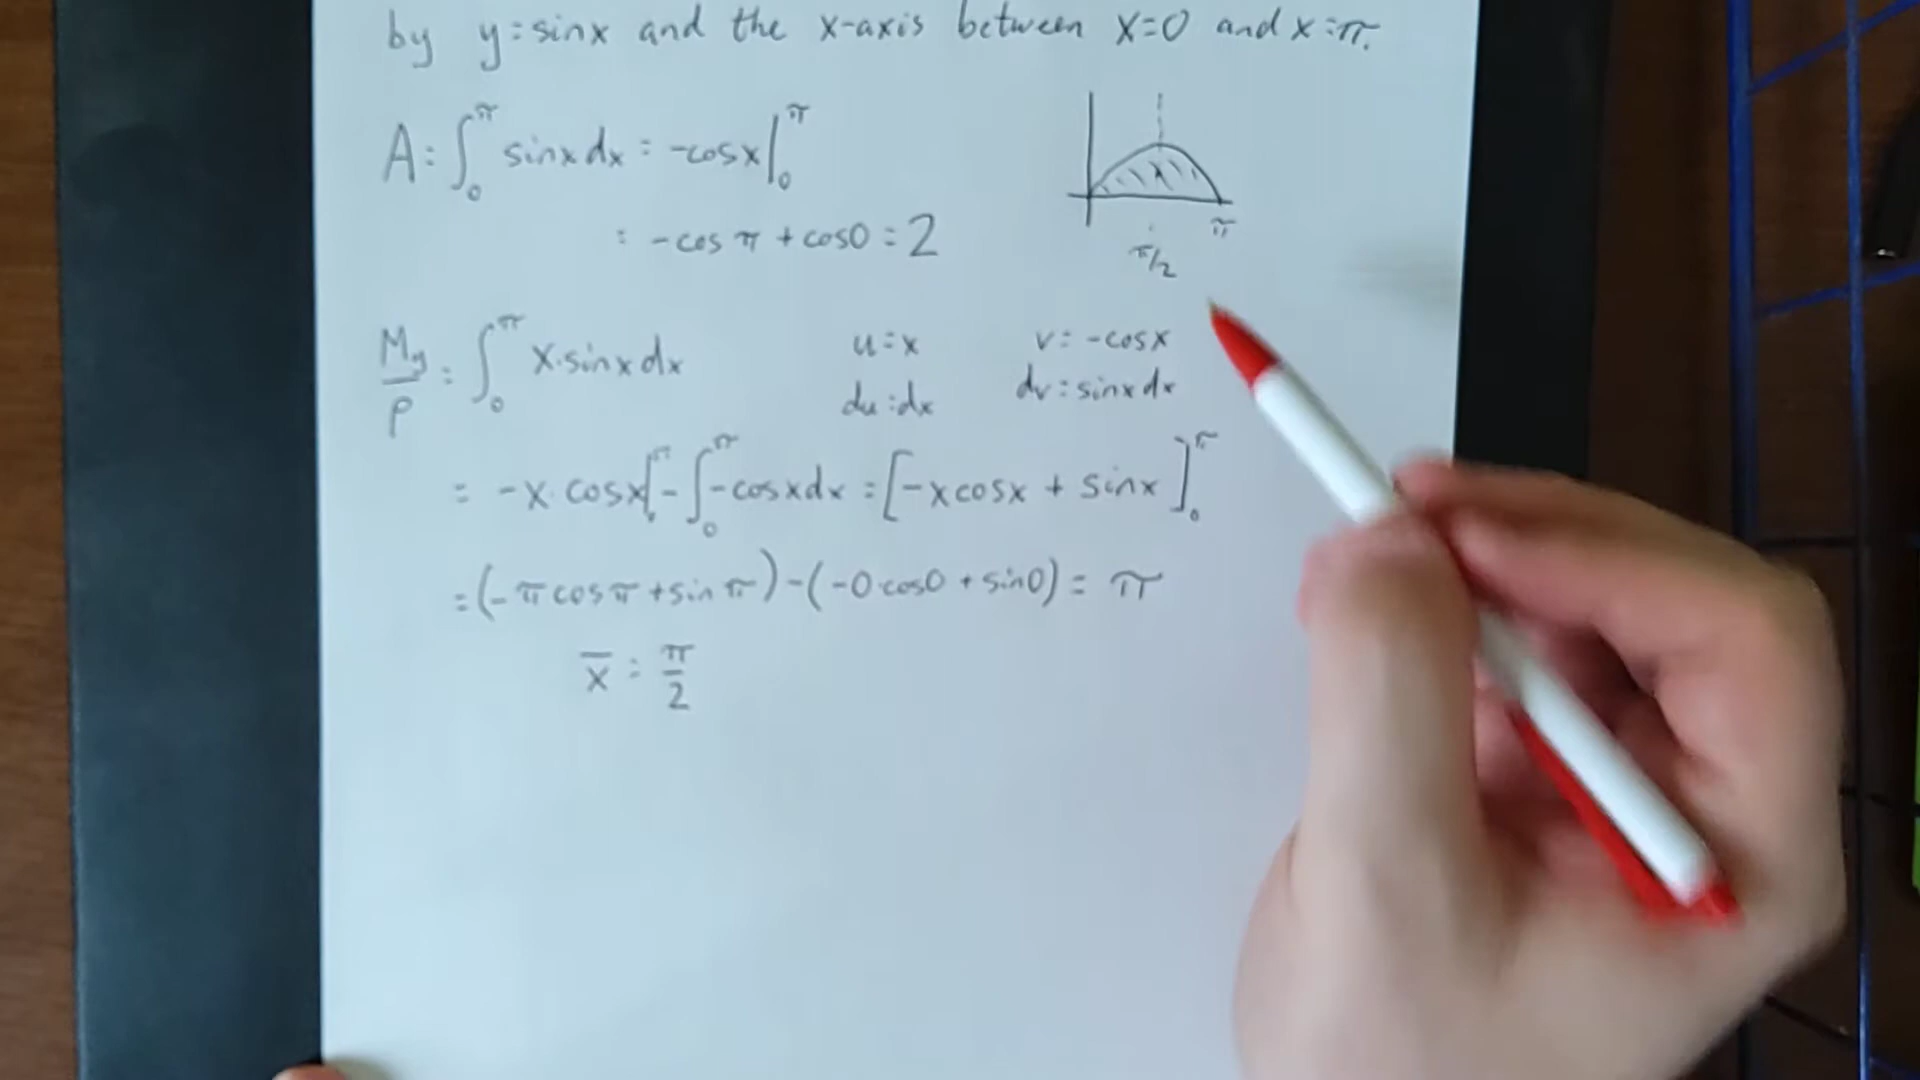 by y=sinx and the x-axis between x=0 and x=π.
A = ∫₀^π sinx dx = -cosx|₀^π
= -cos π + cos0 = 2
π
π/2
My/ρ = ∫₀^π x·sinx dx
u=x v= -cosx
du=dx dv=sinx dx
= -x·cosx|₀^π - ∫₀^π -cosx dx = [-xcosx + sinx]₀^π
=(-π cos π + sin π) - (-0 cos0 + sin0) = π
x̄ = π/2